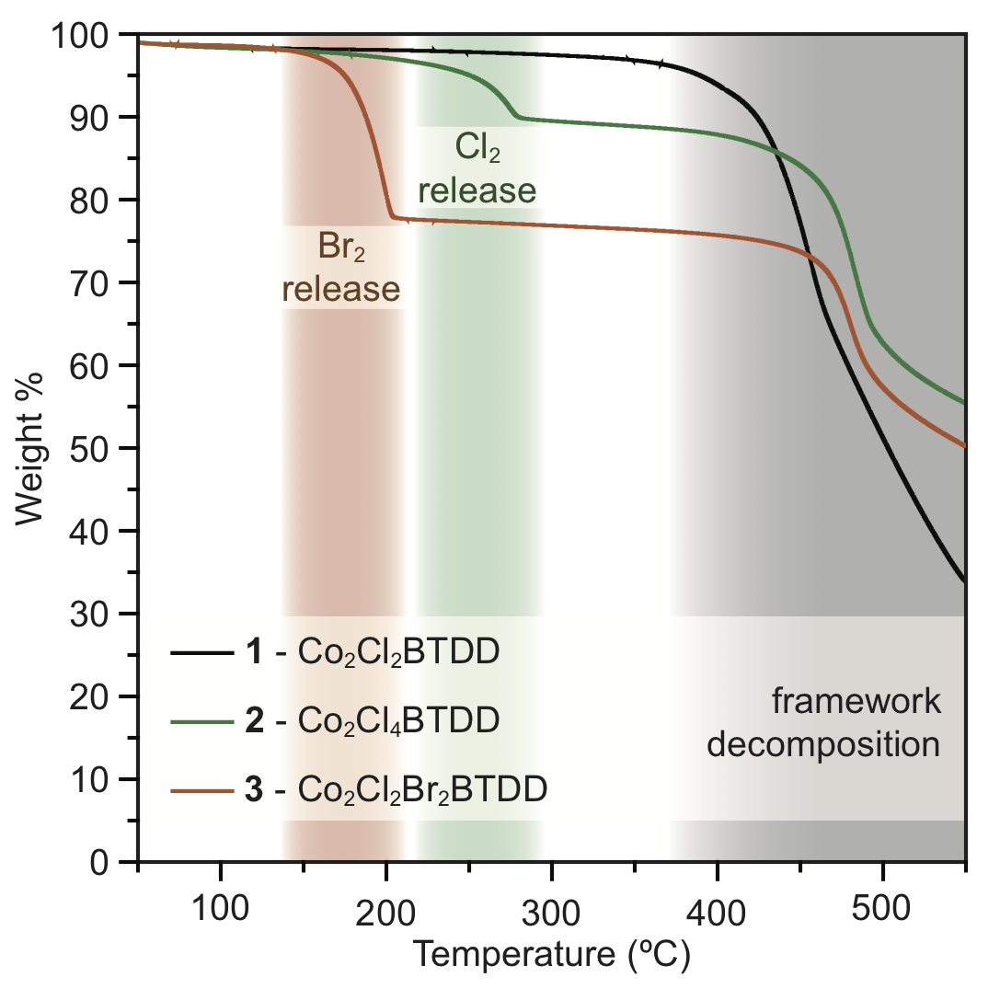 100
90
80
70
60
50
40
30
20
10
0
Weight %
Cl₂
release
Br₂
release
1 - Co₂Cl₂BTDD
2 - Co₂Cl₄BTDD
3 - Co₂Cl₂Br₂BTDD
framework
decomposition
100 200 300 400 500
Temperature (ºC)